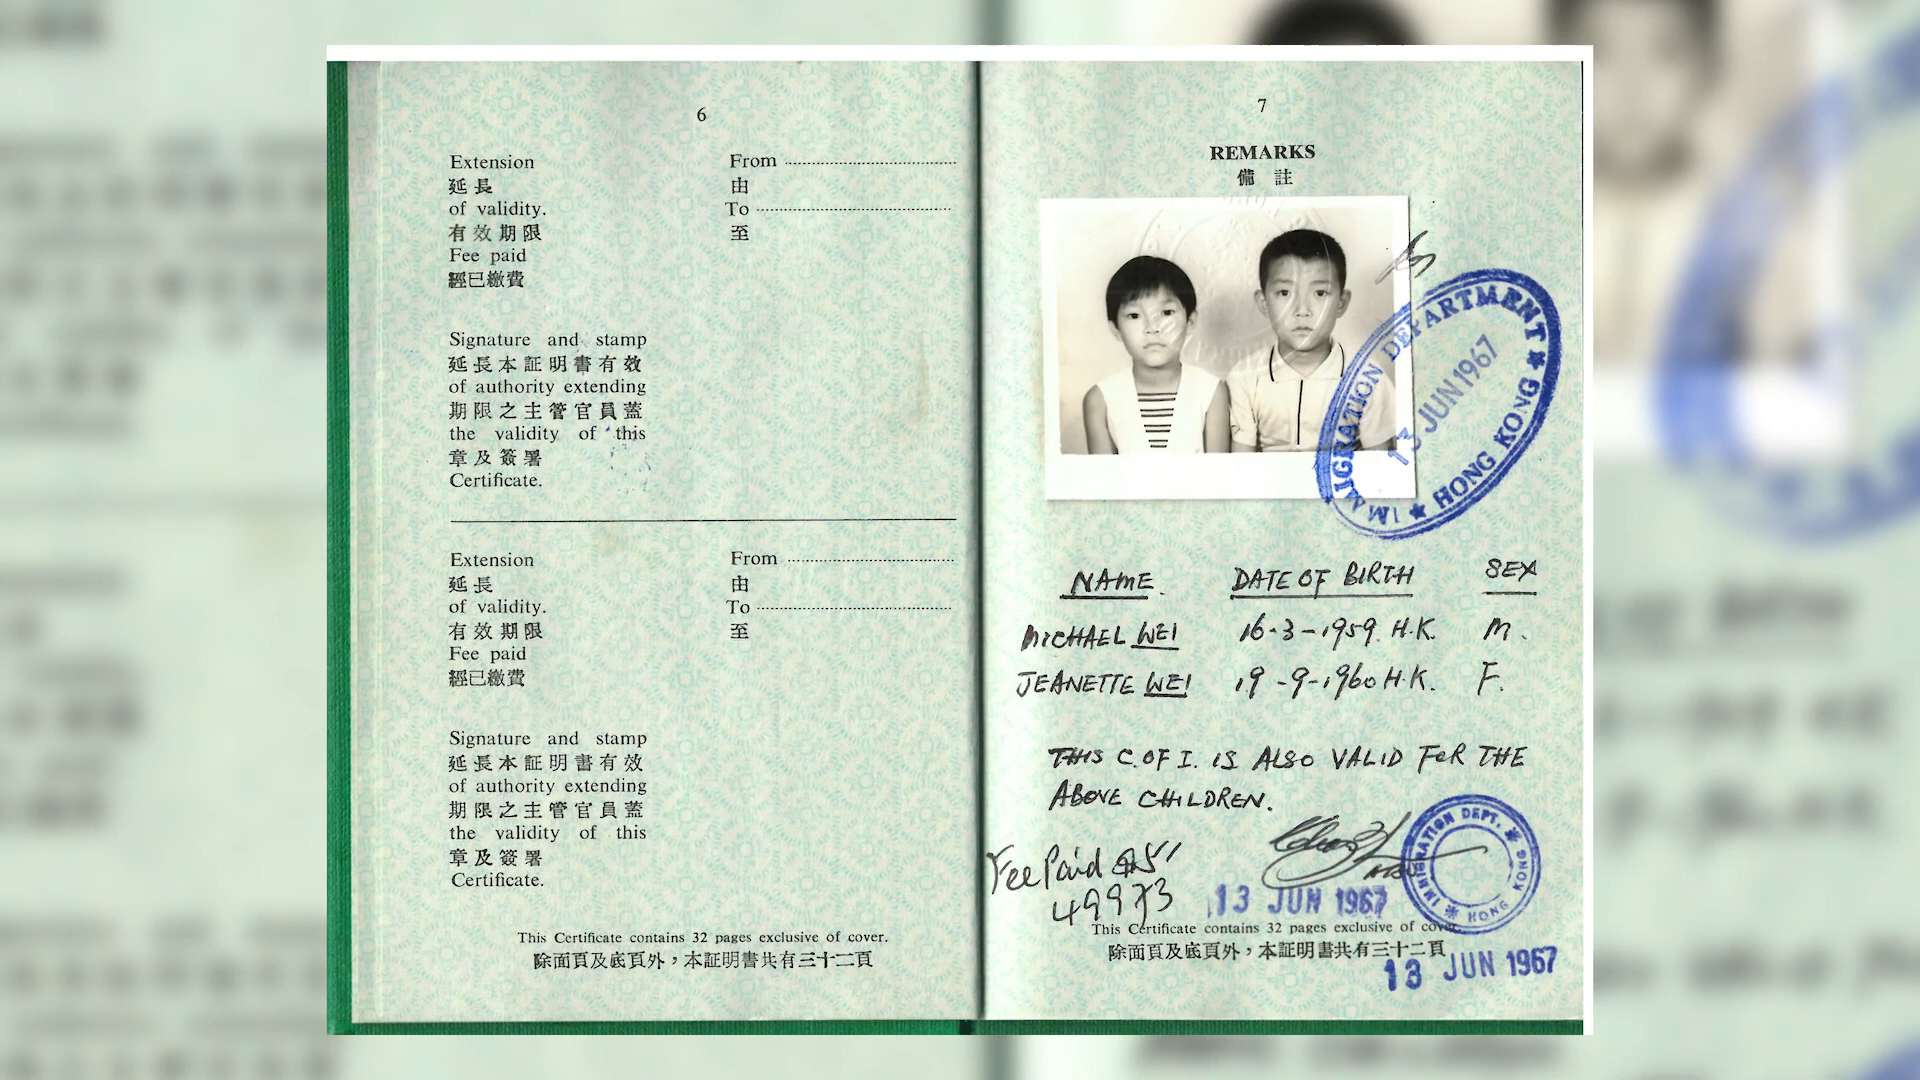 6
Extension
延長
of validity.
有效期限
Fee paid
經已繳費
From
由
To
至
Signature and stamp
延長本証明書有效
of authority extending
期限之主管官員蓋
the validity of this
章及簽署
Certificate.
Extension
延長
of validity.
有效期限
Fee paid
經已繳費
From
由
To
至
Signature and stamp
延長本証明書有效
of authority extending
期限之主管官員蓋
the validity of this
章及簽署
Certificate.
This Certificate contains 32 pages exclusive of cover.
除面頁及底頁外，本証明書共有三十二頁
7
REMARKS
備註
IMMIGRATION DEPARTMENT
13 JUN 1967
HONG KONG
NAME. DATE OF BIRTH SEX
MICHAEL WEI 16-3-1959 H.K. M.
JEANETTE WEI 19-9-1960 H.K. F.
THIS C.OF I. IS ALSO VALID FOR THE
ABOVE CHILDREN.
Fee Paid $5/
49973
13 JUN 1967
IMMIGRATION DEPT.
HONG KONG
This Certificate contains 32 pages exclusive of cover.
除面頁及底頁外，本証明書共有三十二頁
13 JUN 1967